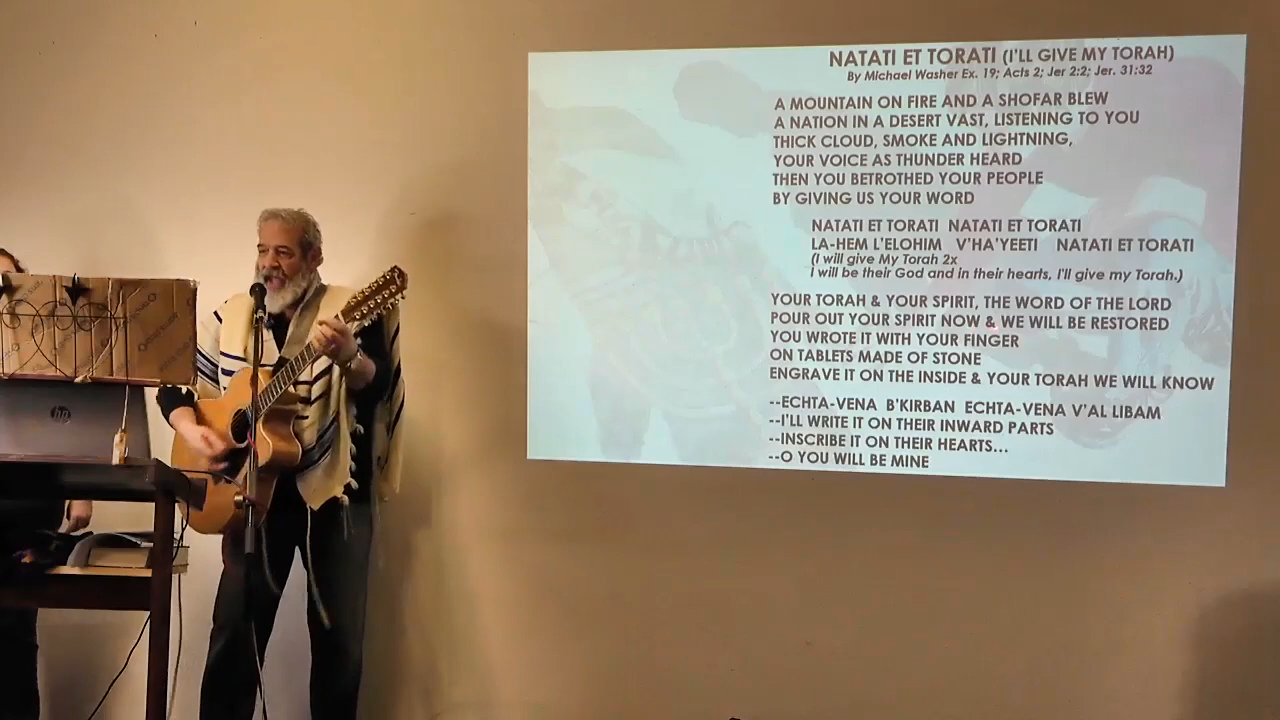 NATATI ET TORATI (I'LL GIVE MY TORAH)
By Michael Washer Ex. 19; Acts 2; Jer 2:2; Jer. 31:32
A MOUNTAIN ON FIRE AND A SHOFAR BLEW
A NATION IN A DESERT VAST, LISTENING TO YOU
THICK CLOUD, SMOKE AND LIGHTNING,
YOUR VOICE AS THUNDER HEARD
THEN YOU BETROTHED YOUR PEOPLE
BY GIVING US YOUR WORD
NATATI ET TORATI NATATI ET TORATI
LA-HEM L'ELOHIM V'HA'YEETI NATATI ET TORATI
(I will give My Torah 2x
I will be their God and in their hearts, I'll give my Torah.)
YOUR TORAH & YOUR SPIRIT, THE WORD OF THE LORD
POUR OUT YOUR SPIRIT NOW & WE WILL BE RESTORED
YOU WROTE IT WITH YOUR FINGER
ON TABLETS MADE OF STONE
ENGRAVE IT ON THE INSIDE & YOUR TORAH WE WILL KNOW
--ECHTA-VENA B'KIRBAN ECHTA-VENA V'AL LIBAM
--I'LL WRITE IT ON THEIR INWARD PARTS
--INSCRIBE IT ON THEIR HEARTS...
--O YOU WILL BE MINE
hp